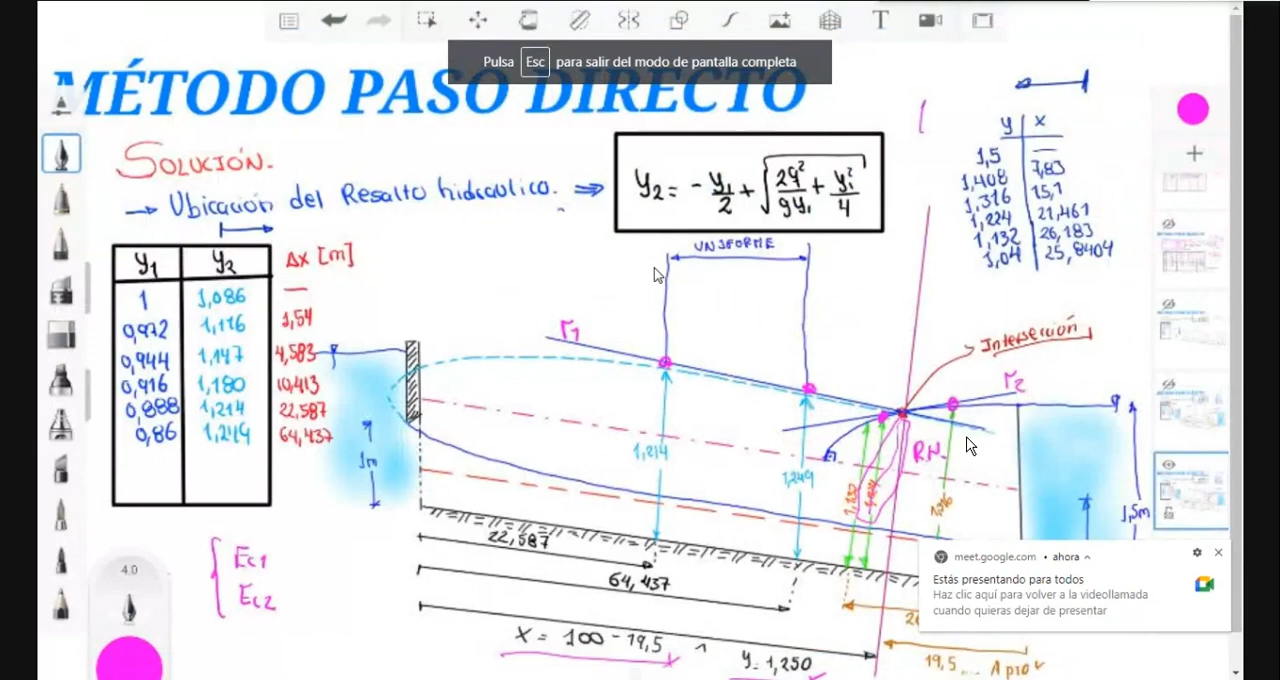 Pulsa Esc para salir del modo de pantalla completa
MÉTODO PASO DIRECTO
SOLUCIÓN.
→ Ubicación del Resalto hidraulico. ⇒
y2 = - y1/2 + √(2q²/gy1 + y1²/4)
y x
1,5 —
1,408 7,83
1,316 15,1
1,224 21,461
1,132 26,183
1,04 25,8404
y1 y2 Δx [m]
1 1,086 —
0,972 1,116 1,54
0,944 1,147 4,583
0,916 1,180 10,413
0,888 1,214 22,587
0,86 1,249 64,437
UNIFORME
r1
Intersección
r2
R.H.
1m
1,214
1,249
1,132
1,5m
22,587
64,437
X = 100 - 19,5 ^ y = 1,250
19,5... Aprox
Ec1
Ec2
4.0
T
meet.google.com • ahora
Estás presentando para todos
Haz clic aquí para volver a la videollamada
cuando quieras dejar de presentar